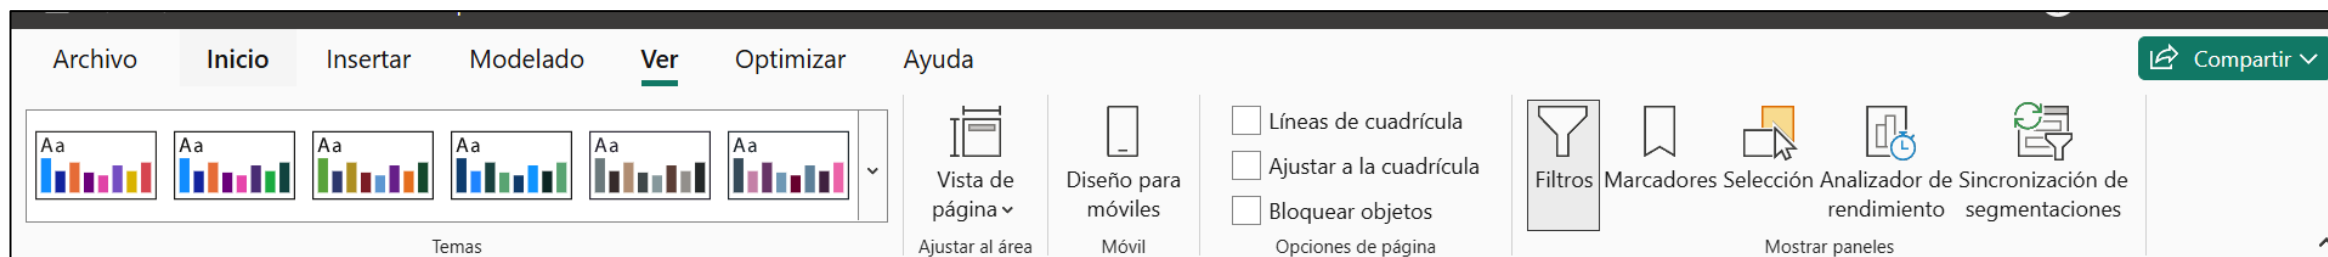 Archivo Inicio Insertar Modelado Ver Optimizar Ayuda Compartir
Aa Aa Aa Aa Aa Aa
Temas
Vista de
página
Ajustar al área
Diseño para
móviles
Móvil
Líneas de cuadrícula
Ajustar a la cuadrícula
Bloquear objetos
Opciones de página
Filtros
Marcadores
Selección
Analizador de
rendimiento
Sincronización de
segmentaciones
Mostrar paneles